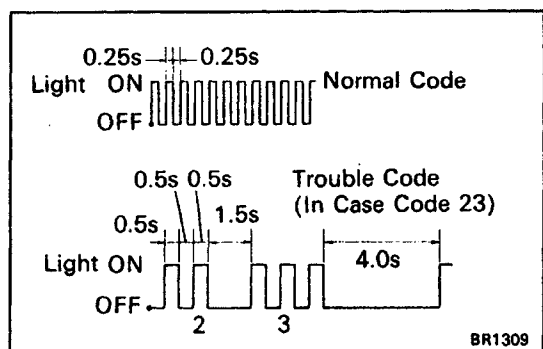 0.25s 0.25s
Light ON Normal Code
OFF
0.5s 0.5s Trouble Code
(In Case Code 23)
0.5s 1.5s
Light ON 4.0s
OFF
2 3
BR1309